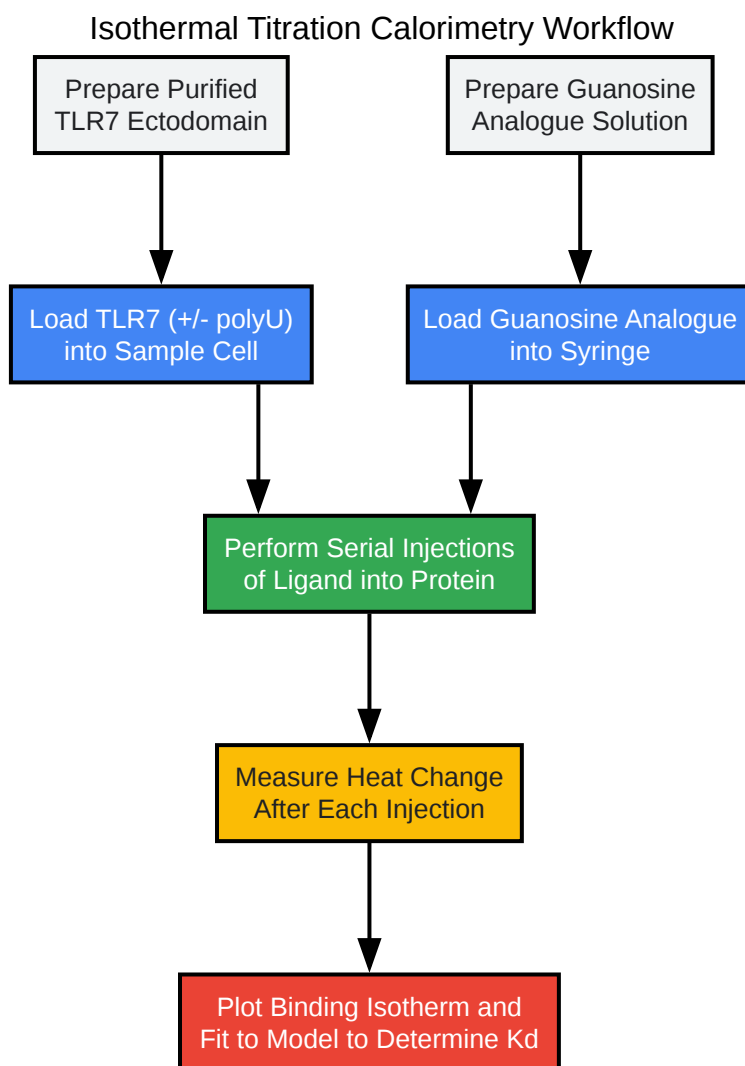 Isothermal Titration Calorimetry Workflow
Prepare Purified
TLR7 Ectodomain
Prepare Guanosine
Analogue Solution
Load TLR7 (+/- polyU)
into Sample Cell
Load Guanosine Analogue
into Syringe
Perform Serial Injections
of Ligand into Protein
Measure Heat Change
After Each Injection
Plot Binding Isotherm and
Fit to Model to Determine Kd